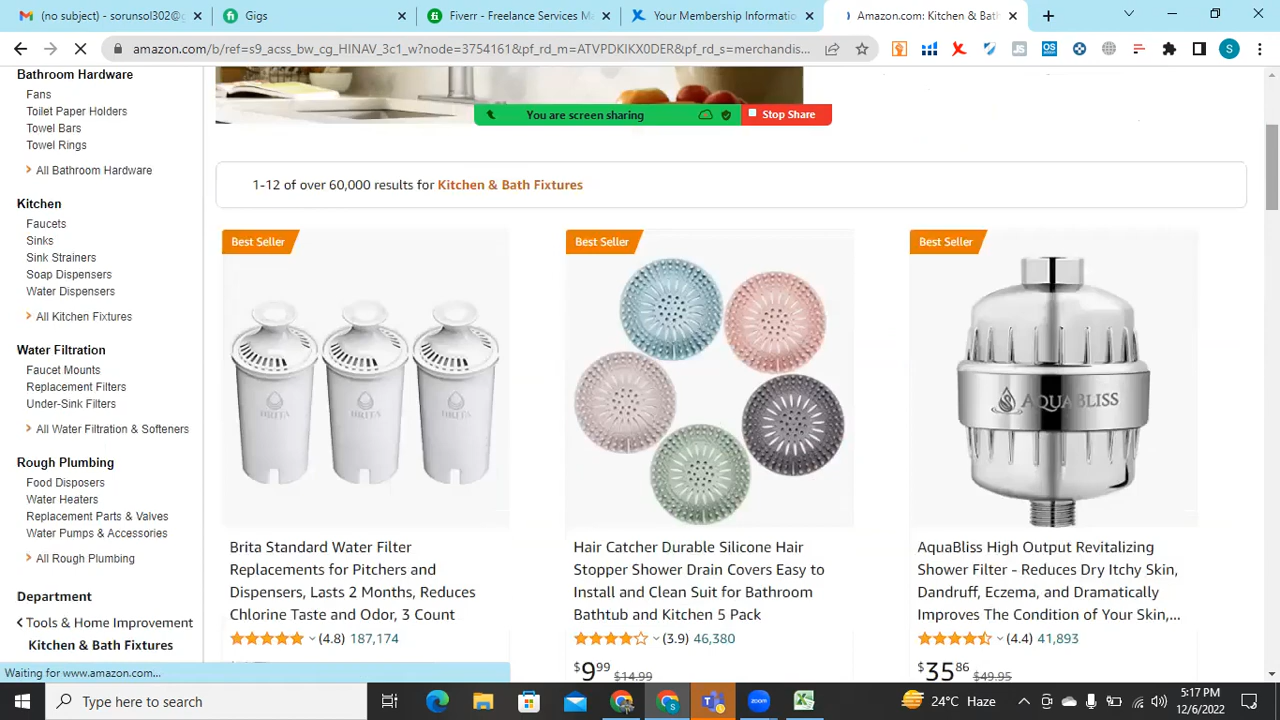 (no subject) - sorunsol302@g
Gigs
Fiverr - Freelance Services Ma
Your Membership Informatio
Amazon.com: Kitchen & Bath
amazon.com/b/ref=s9_acss_bw_cg_HINAV_3c1_w?node=3754161&pf_rd_m=ATVPDKIKX0DER&pf_rd_s=merchandis...
S
You are screen sharing
Stop Share
Bathroom Hardware
Fans
Toilet Paper Holders
Towel Bars
Towel Rings
All Bathroom Hardware
Kitchen
Faucets
Sinks
Sink Strainers
Soap Dispensers
Water Dispensers
All Kitchen Fixtures
Water Filtration
Faucet Mounts
Replacement Filters
Under-Sink Filters
All Water Filtration & Softeners
Rough Plumbing
Food Disposers
Water Heaters
Replacement Parts & Valves
Water Pumps & Accessories
All Rough Plumbing
Department
Tools & Home Improvement
Kitchen & Bath Fixtures
1-12 of over 60,000 results for Kitchen & Bath Fixtures
Best Seller
BRITA BRITA BRITA
Brita Standard Water Filter
Replacements for Pitchers and
Dispensers, Lasts 2 Months, Reduces
Chlorine Taste and Odor, 3 Count
(4.8) 187,174
Best Seller
Hair Catcher Durable Silicone Hair
Stopper Shower Drain Covers Easy to
Install and Clean Suit for Bathroom
Bathtub and Kitchen 5 Pack
(3.9) 46,380
$9.99 $14.99
Best Seller
AQUABLISS
AquaBliss High Output Revitalizing
Shower Filter - Reduces Dry Itchy Skin,
Dandruff, Eczema, and Dramatically
Improves The Condition of Your Skin,...
(4.4) 41,893
$35.86 $49.95
Waiting for www.amazon.com...
Type here to search
24°C Haze
5:17 PM
12/6/2022